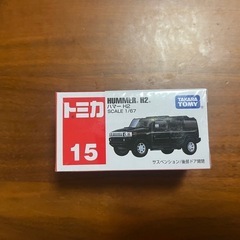 トミカ
15
HUMMER H2
ハマー H2
SCALE 1/67
TAKARA
TOMY
サスペンション/後部ドア開閉